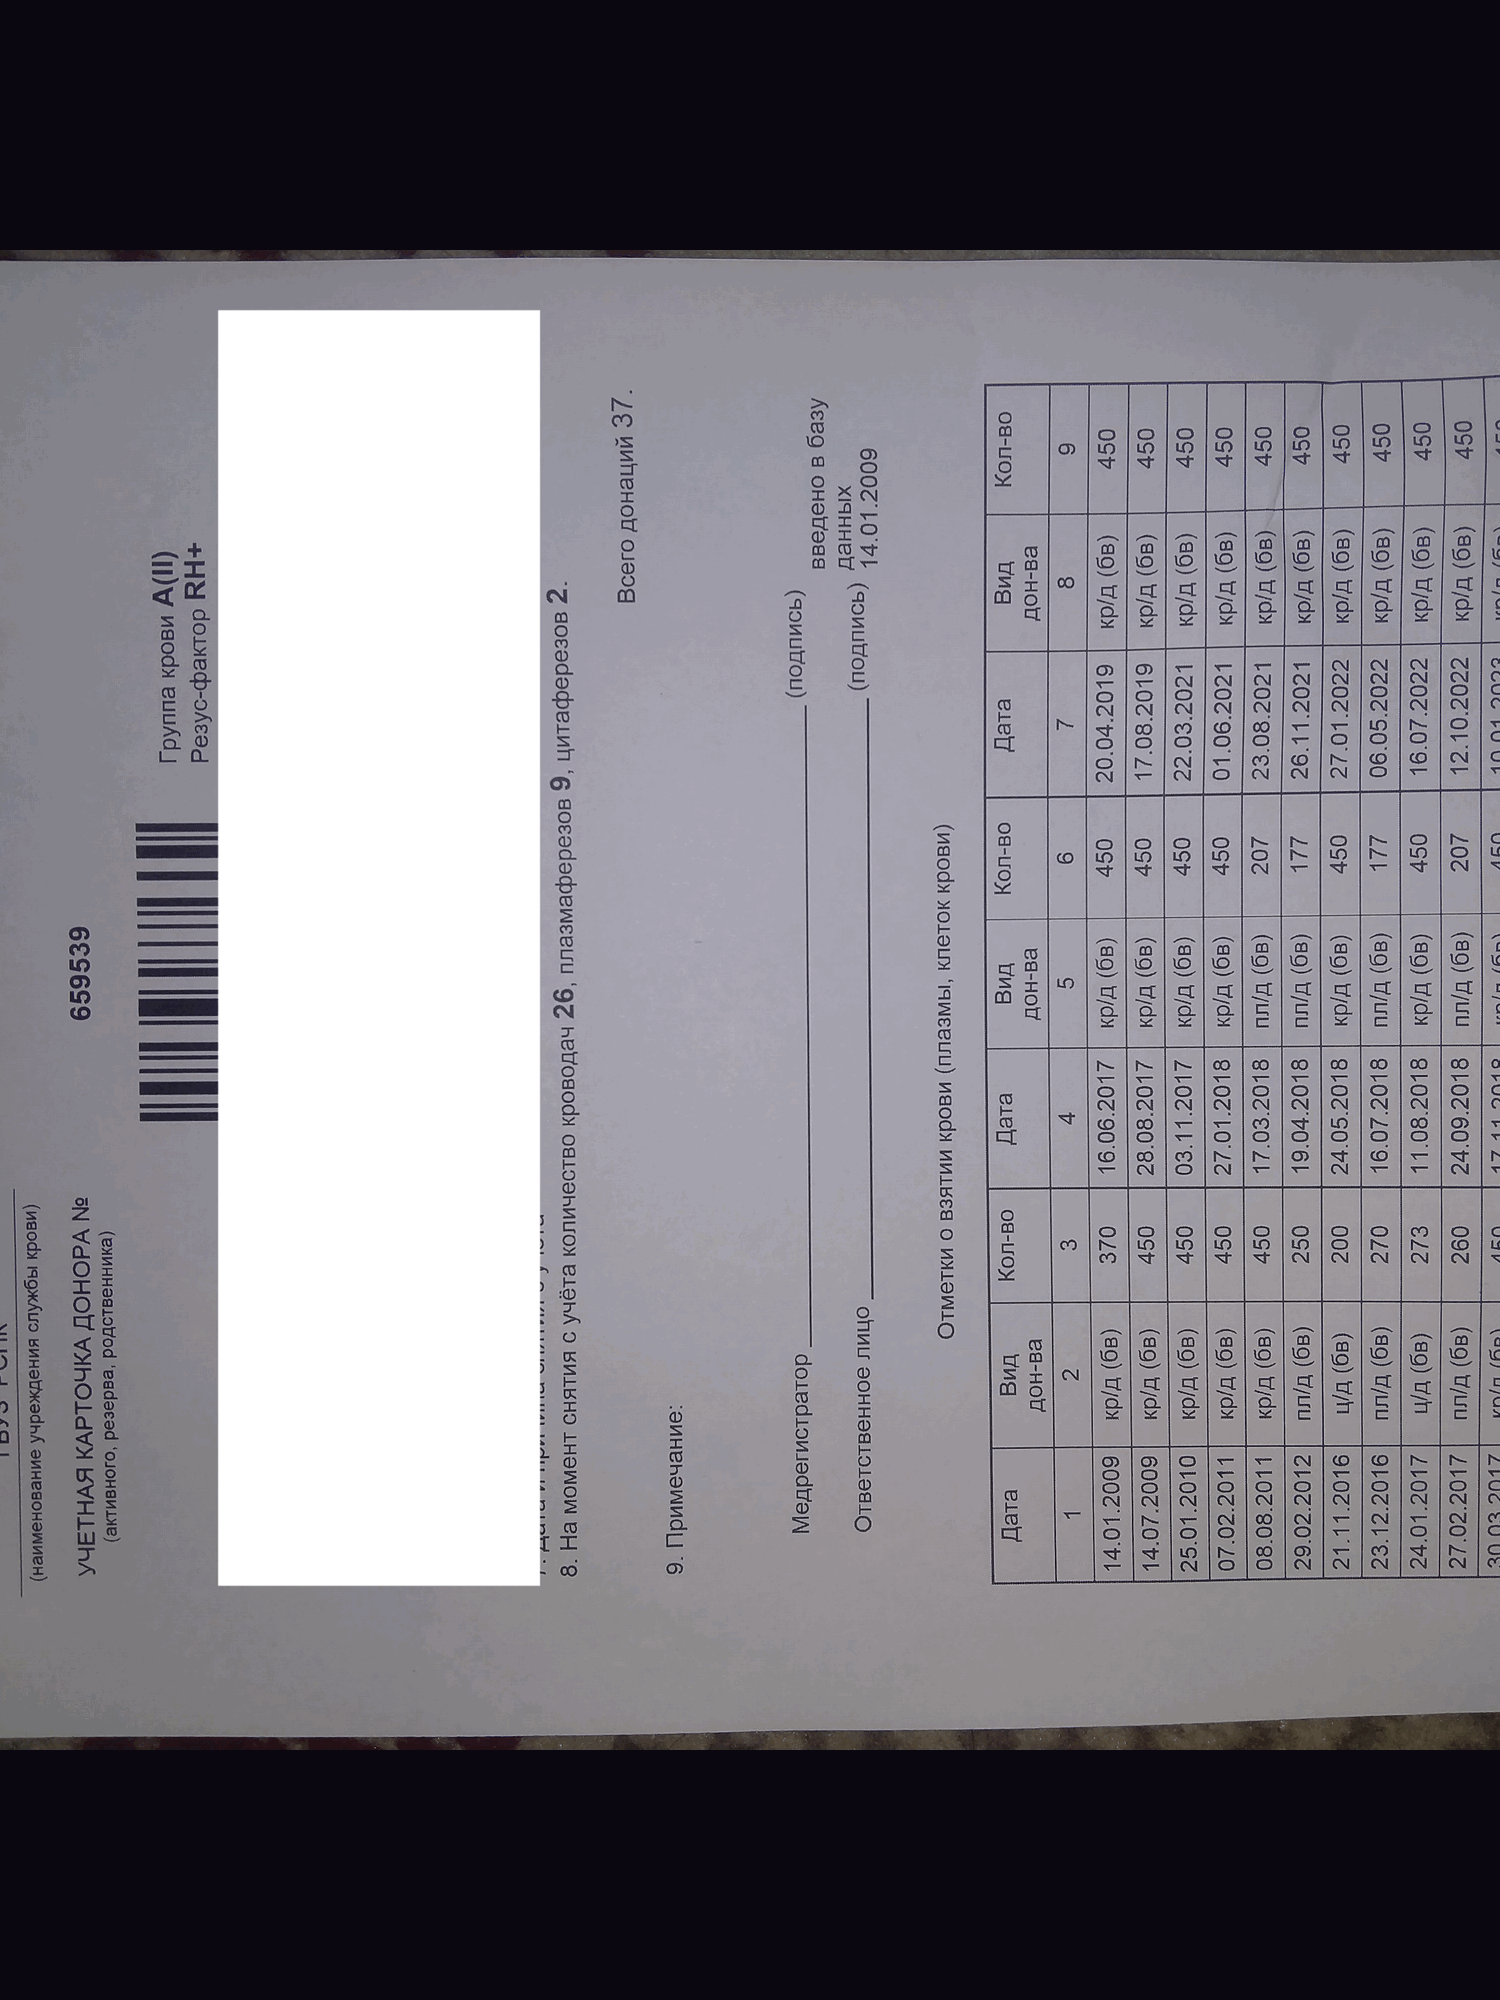 (наименование учреждения службы крови)
УЧЕТНАЯ КАРТОЧКА ДОНОРА № 659539
(активного, резерва, родственника)
Группа крови A(II)
Резус-фактор RH+
8. На момент снятия с учёта количество кроводач 26, плазмаферезов 9, цитаферезов 2.
Всего донаций 37.
9. Примечание:
Медрегистратор (подпись)
введено в базу
данных
Ответственное лицо (подпись) 14.01.2009
Отметки о взятии крови (плазмы, клеток крови)
Дата Вид дон-ва Кол-во Дата Вид дон-ва Кол-во Дата Вид дон-ва Кол-во
1 2 3 4 5 6 7 8 9
14.01.2009 кр/д (бв) 370 16.06.2017 кр/д (бв) 450 20.04.2019 кр/д (бв) 450
14.07.2009 кр/д (бв) 450 28.08.2017 кр/д (бв) 450 17.08.2019 кр/д (бв) 450
25.01.2010 кр/д (бв) 450 03.11.2017 кр/д (бв) 450 22.03.2021 кр/д (бв) 450
07.02.2011 кр/д (бв) 450 27.01.2018 кр/д (бв) 450 01.06.2021 кр/д (бв) 450
08.08.2011 кр/д (бв) 450 17.03.2018 пл/д (бв) 207 23.08.2021 кр/д (бв) 450
29.02.2012 пл/д (бв) 250 19.04.2018 пл/д (бв) 177 26.11.2021 кр/д (бв) 450
21.11.2016 ц/д (бв) 200 24.05.2018 кр/д (бв) 450 27.01.2022 кр/д (бв) 450
23.12.2016 пл/д (бв) 270 16.07.2018 пл/д (бв) 177 06.05.2022 кр/д (бв) 450
24.01.2017 ц/д (бв) 273 11.08.2018 кр/д (бв) 450 16.07.2022 кр/д (бв) 450
27.02.2017 пл/д (бв) 260 24.09.2018 пл/д (бв) 207 12.10.2022 кр/д (бв) 450
30.03.2017 кр/д (бв) 450 17.11.2018 кр/д (бв) 450 10.01.2023 кр/д (бв) 450